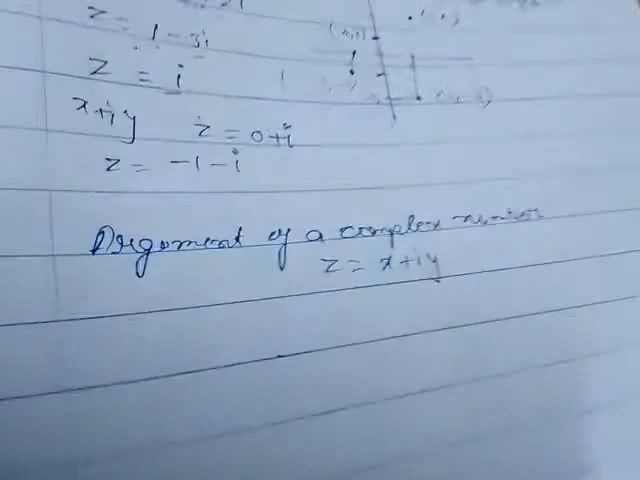 z = 1 - 3i
z = i
x+iy z = 0+i
z = -1-i
Argument of a complex number
z = x+iy